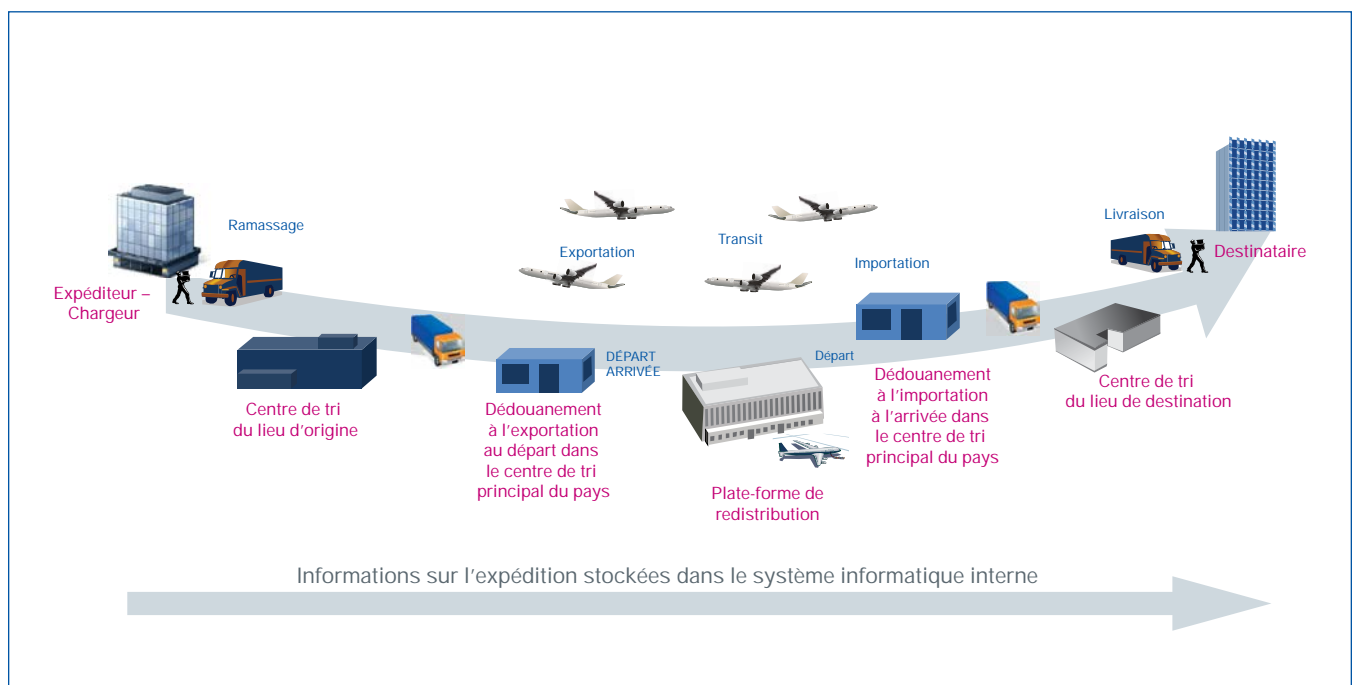 Ramassage
Livraison
Transit
Exportation
Importation
Destinataire
Expéditeur –
Chargeur
DÉPART
ARRIVÉE
Départ
Centre de tri
du lieu d'origine
Dédouanement
à l'exportation
au départ dans
le centre de tri
principal du pays
Plate-forme de
redistribution
Dédouanement
à l'importation
à l'arrivée dans
le centre de tri
principal du pays
Centre de tri
du lieu de destination
Informations sur l'expédition stockées dans le système informatique interne